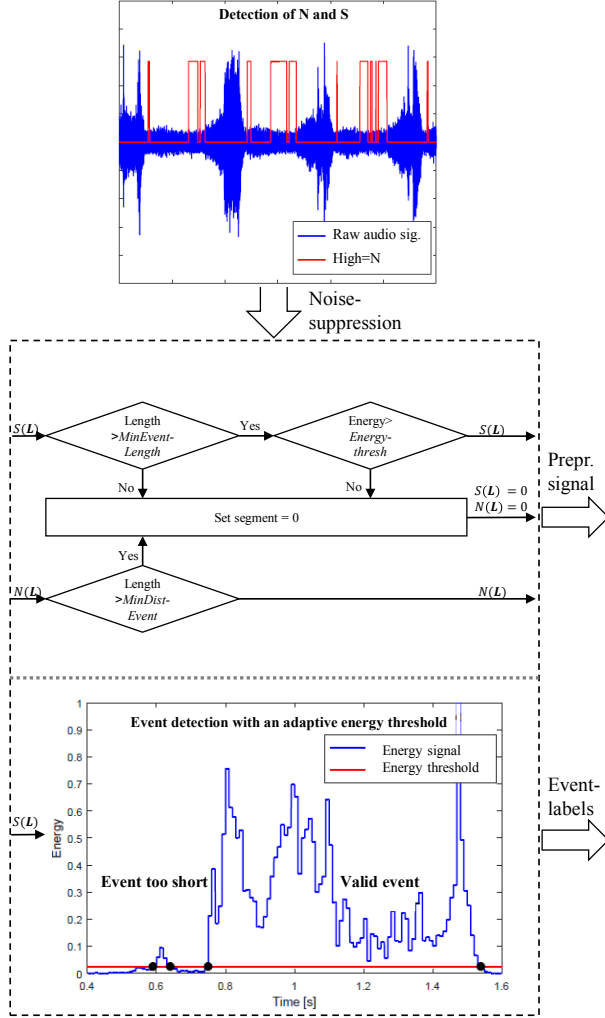 Detection of N and S
Raw audio sig.
High=N
Noise-
suppression
S(L)
Length
>MinEvent-
Length
Yes
Energy>
Energy-
thresh
S(L)
No
No
Set segment = 0
S(L) = 0
N(L) = 0
Prepr.
signal
Yes
N(L)
Length
>MinDist-
Event
N(L)
Event detection with an adaptive energy threshold
Energy signal
Energy threshold
S(L)
Event-
labels
Energy
Event too short
Valid event
1
0.9
0.8
0.7
0.6
0.5
0.4
0.3
0.2
0.1
0
0.4
0.6
0.8
1
1.2
1.4
1.6
Time [s]